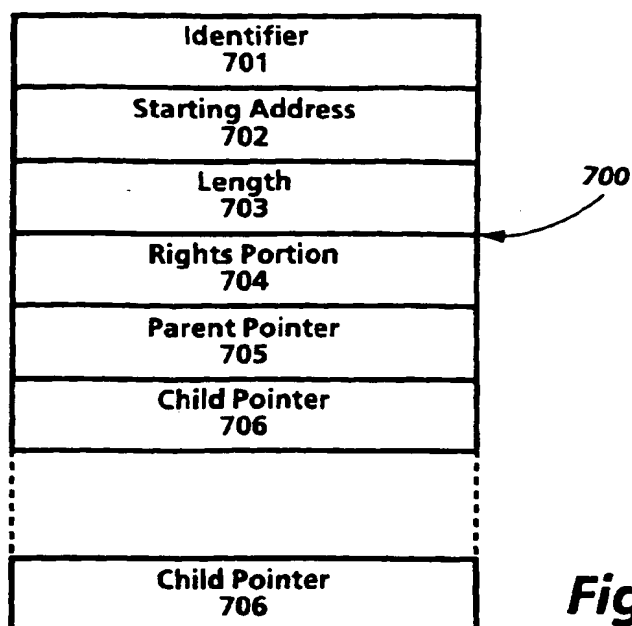 Identifier
701
Starting Address
702
Length
703
700
Rights Portion
704
Parent Pointer
705
Child Pointer
706
Child Pointer
706
Fig